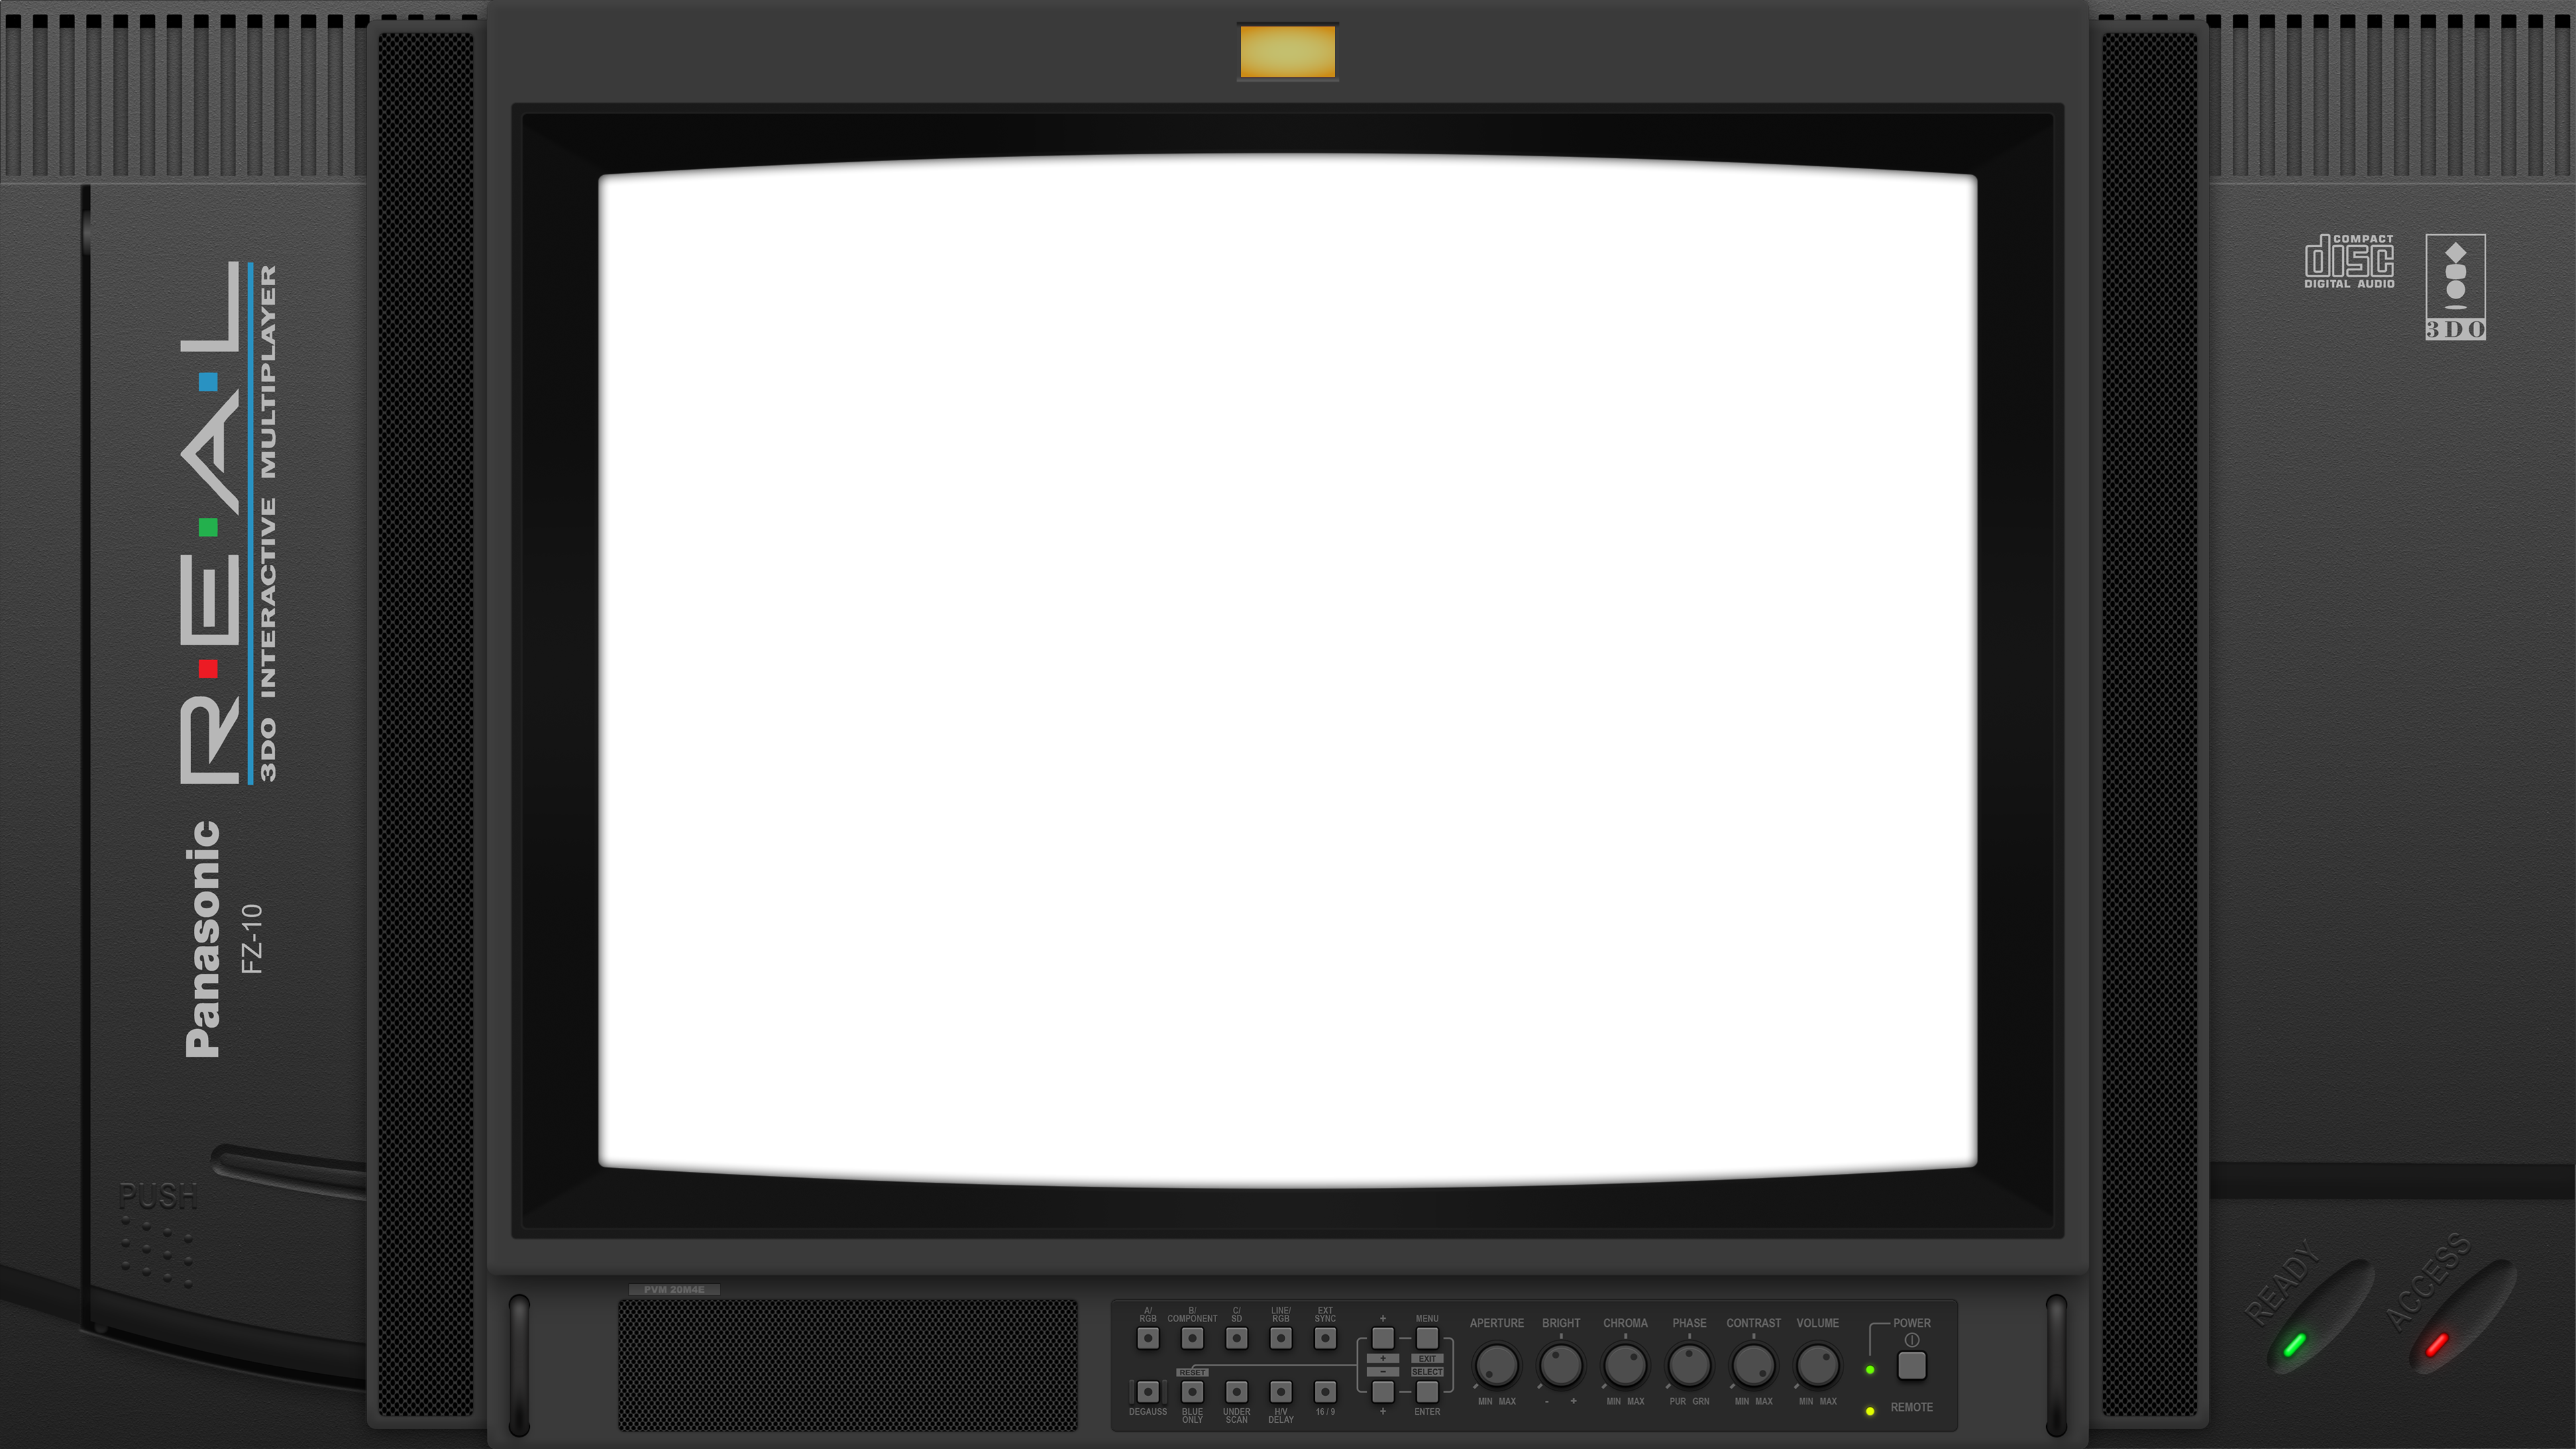 R·E·A·L
3DO INTERACTIVE MULTIPLAYER
Panasonic
FZ-10
PUSH
COMPACT
disc
DIGITAL AUDIO
3DO
READY
ACCESS
PVM 20M4E
A/
RGB
B/
COMPONENT
C/
SD
LINE/
RGB
EXT
SYNC
+
MENU
+
EXIT
−
SELECT
RESET
DEGAUSS
BLUE
ONLY
UNDER
SCAN
H/V
DELAY
16 / 9
+
ENTER
APERTURE
BRIGHT
CHROMA
PHASE
CONTRAST
VOLUME
MIN MAX
- +
MIN MAX
PUR GRN
MIN MAX
MIN MAX
POWER
REMOTE